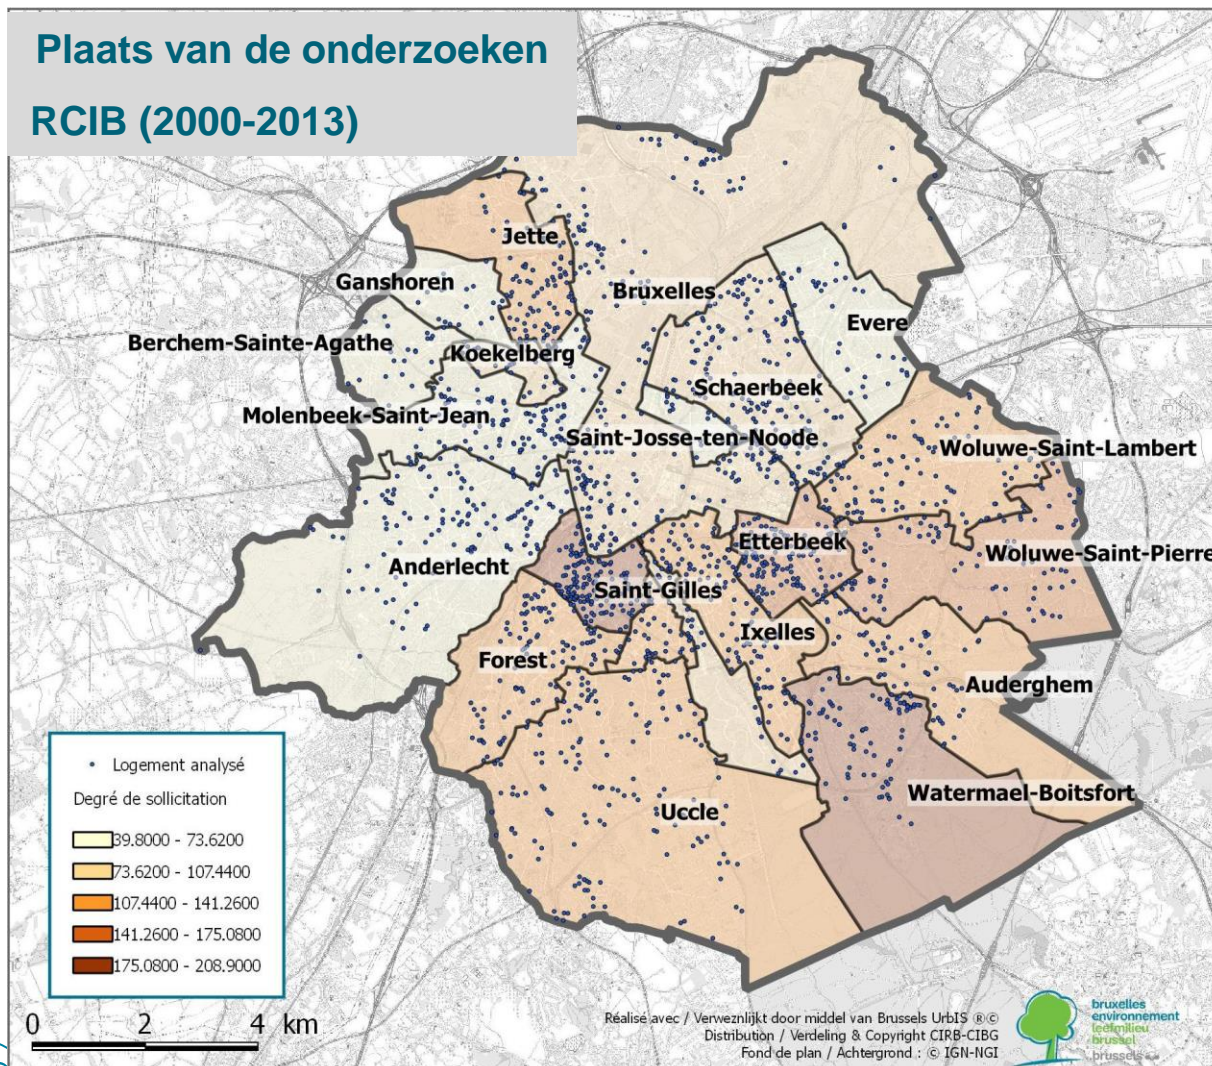 Plaats van de onderzoeken
RCIB (2000-2013)
Jette
Ganshoren
Bruxelles
Evere
Berchem-Sainte-Agathe
Koekelberg
Schaerbeek
Molenbeek-Saint-Jean
Saint-Josse-ten-Noode
Woluwe-Saint-Lambert
Etterbeek
Woluwe-Saint-Pierre
Anderlecht
Saint-Gilles
Ixelles
Forest
Auderghem
Watermael-Boitsfort
Uccle
Logement analysé
Degré de sollicitation
39.8000 - 73.6200
73.6200 - 107.4400
107.4400 - 141.2600
141.2600 - 175.0800
175.0800 - 208.9000
0 2 4 km
Réalisé avec / Verweznlijkt door middel van Brussels UrbIS ®©
Distribution / Verdeling & Copyright CIRB-CIBG
Fond de plan / Achtergrond : © IGN-NGI
bruxelles
environnement
leefmilieu
brussel
brussels